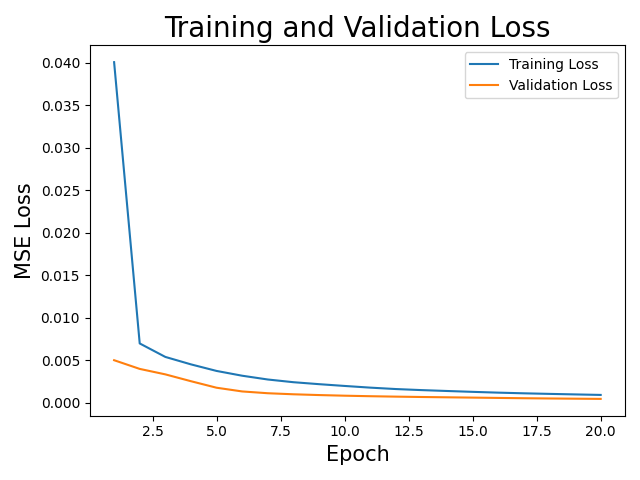 Training and Validation Loss
Training Loss
Validation Loss
MSE Loss
0.040
0.035
0.030
0.025
0.020
0.015
0.010
0.005
0.000
2.5 5.0 7.5 10.0 12.5 15.0 17.5 20.0
Epoch